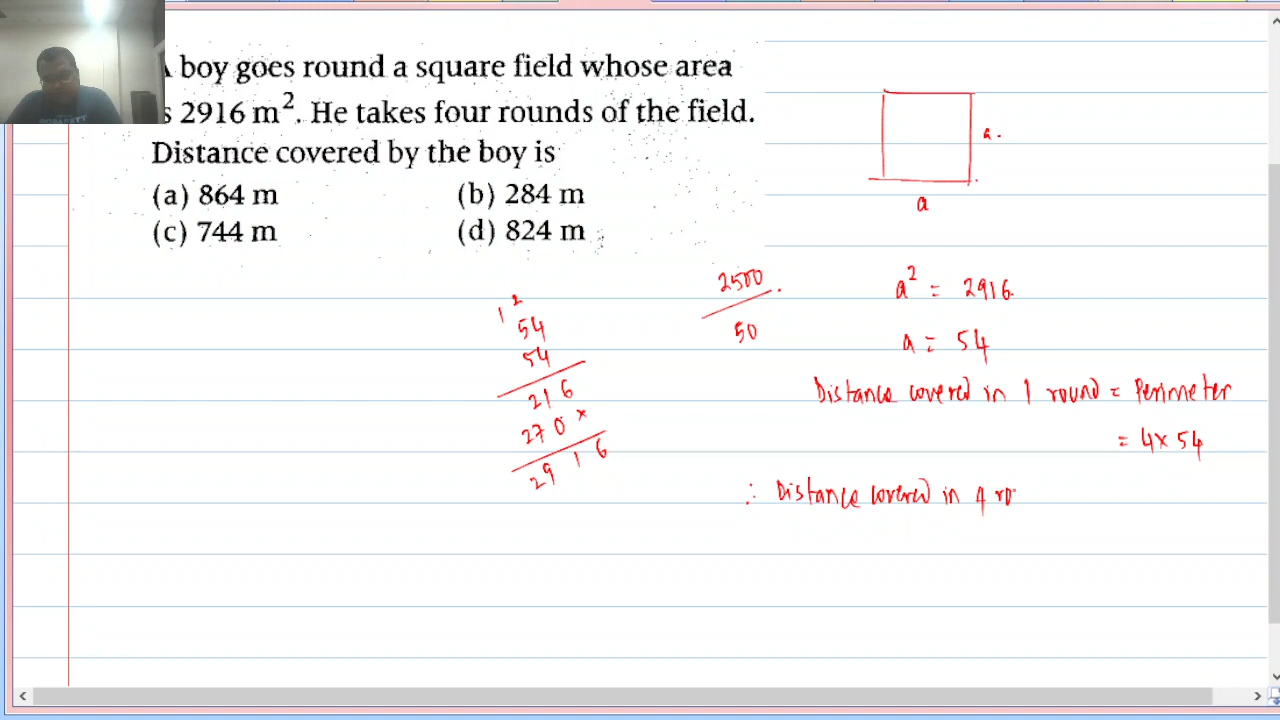 boy goes round a square field whose area
s 2916 m². He takes four rounds of the field.
Distance covered by the boy is
(a) 864 m (b) 284 m
(c) 744 m (d) 824 m
a
a
a² = 2916
a = 54
2500
50
1 2
54
54
216
270 ×
2916
Distance covered in 1 round = Perimeter
= 4 × 54
∴ Distance covered in 4 ro